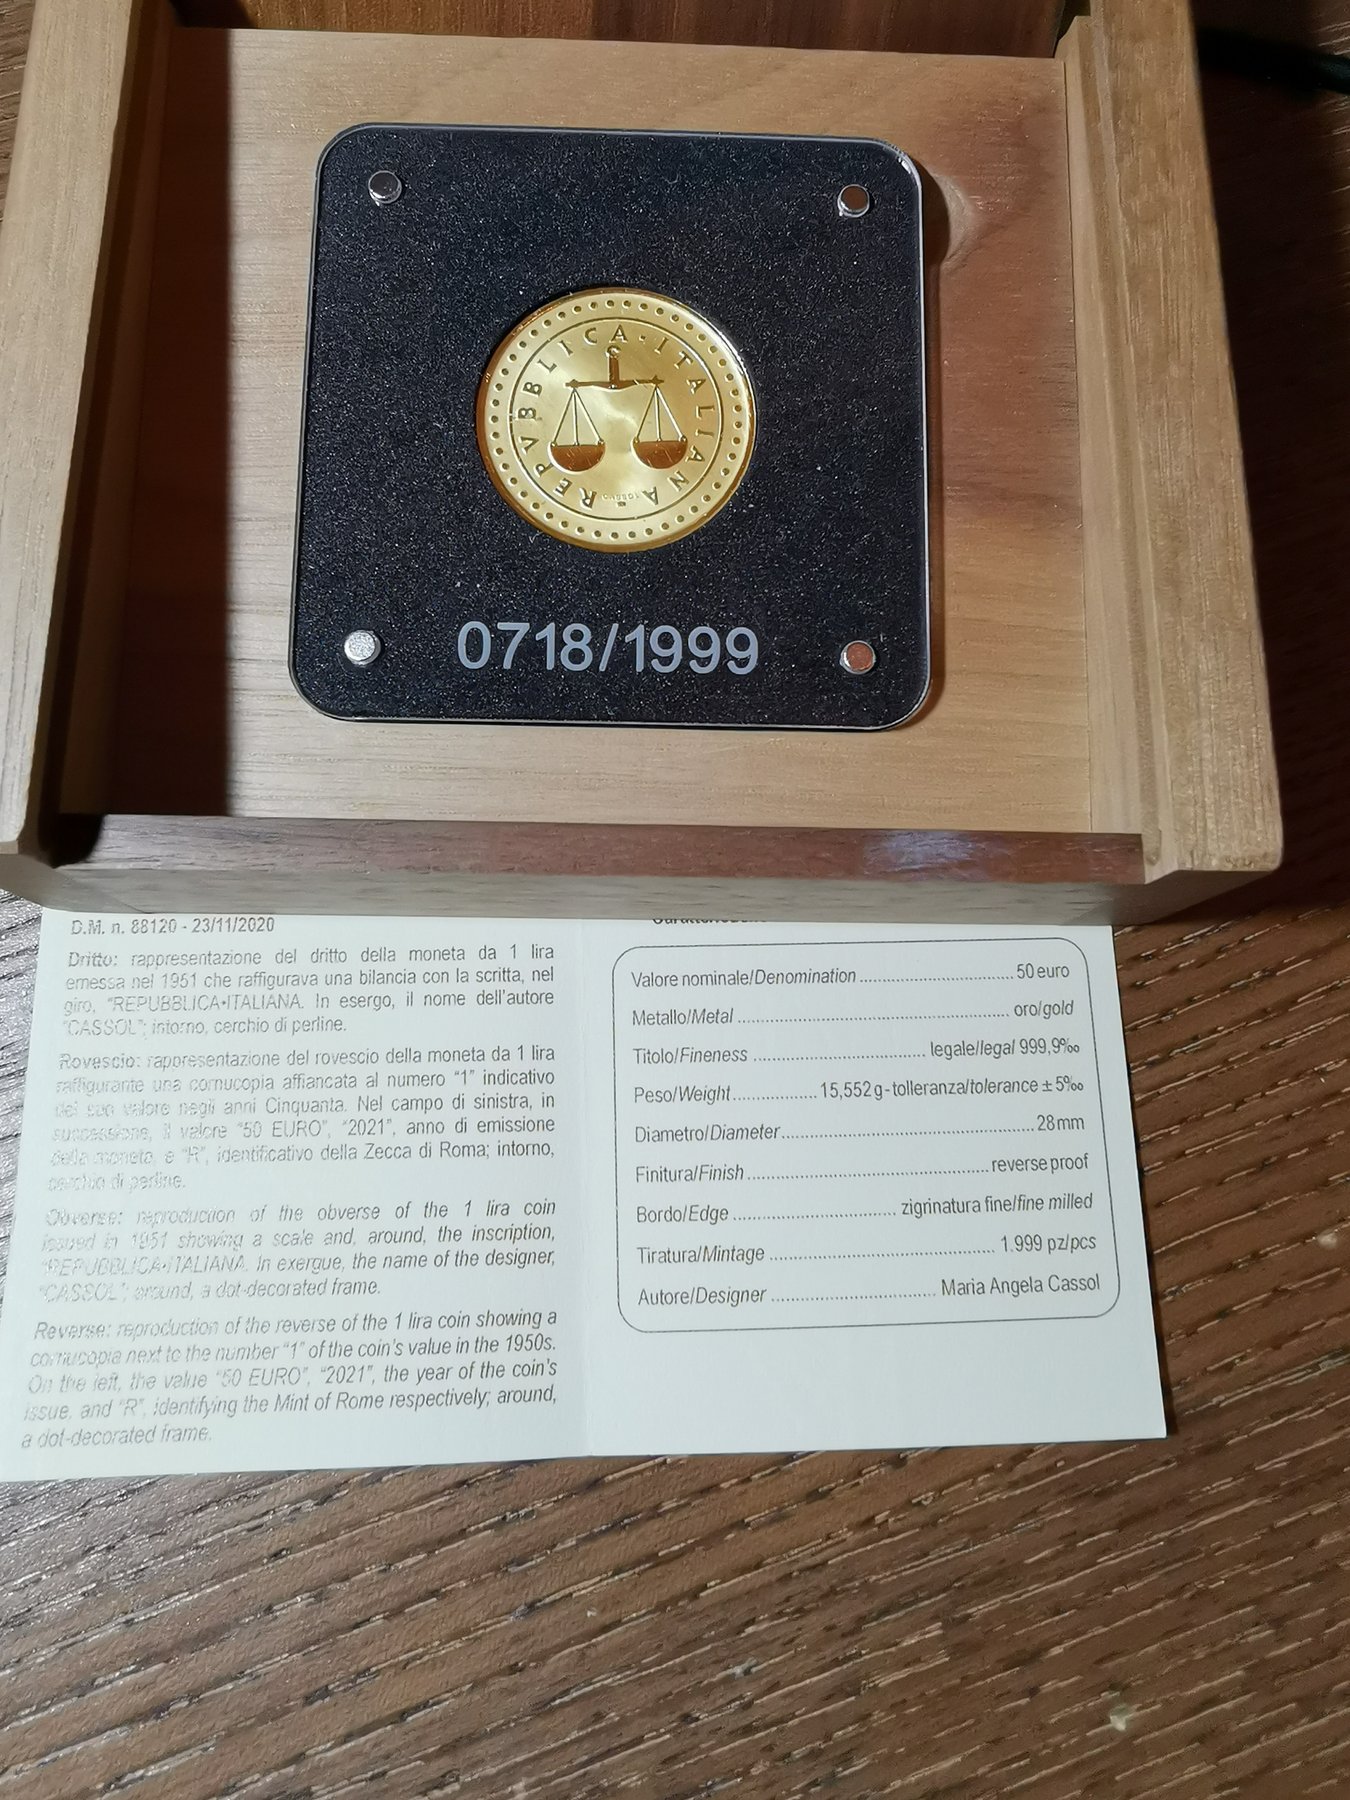 REPVBBLICA·ITALIANA
CASSOL
0718/1999
D.M. n. 88120 - 23/11/2020
Dritto: rappresentazione del dritto della moneta da 1 lira
emessa nel 1951 che raffigurava una bilancia con la scritta, nel
giro, "REPUBBLICA•ITALIANA. In esergo, il nome dell'autore
"CASSOL"; intorno, cerchio di perline.
Rovescio: rappresentazione del rovescio della moneta da 1 lira
raffigurante una cornucopia affiancata al numero "1" indicativo
del suo valore negli anni Cinquanta. Nel campo di sinistra, in
successione, il valore "50 EURO", "2021", anno di emissione
della moneta, e "R", identificativo della Zecca di Roma; intorno,
cerchio di perline.
Obverse: reproduction of the obverse of the 1 lira coin
issued in 1951 showing a scale and, around, the inscription,
"REPUBBLICA•ITALIANA. In exergue, the name of the designer,
"CASSOL"; around, a dot-decorated frame.
Reverse: reproduction of the reverse of the 1 lira coin showing a
cornucopia next to the number "1" of the coin's value in the 1950s.
On the left, the value "50 EURO", "2021", the year of the coin's
issue, and "R", identifying the Mint of Rome respectively; around,
a dot-decorated frame.
Valore nominale/Denomination 50 euro
Metallo/Metal oro/gold
Titolo/Fineness legale/legal 999,9‰
Peso/Weight 15,552 g - tolleranza/tolerance ± 5‰
Diametro/Diameter 28 mm
Finitura/Finish reverse proof
Bordo/Edge zigrinatura fine/fine milled
Tiratura/Mintage 1.999 pz/pcs
Autore/Designer Maria Angela Cassol